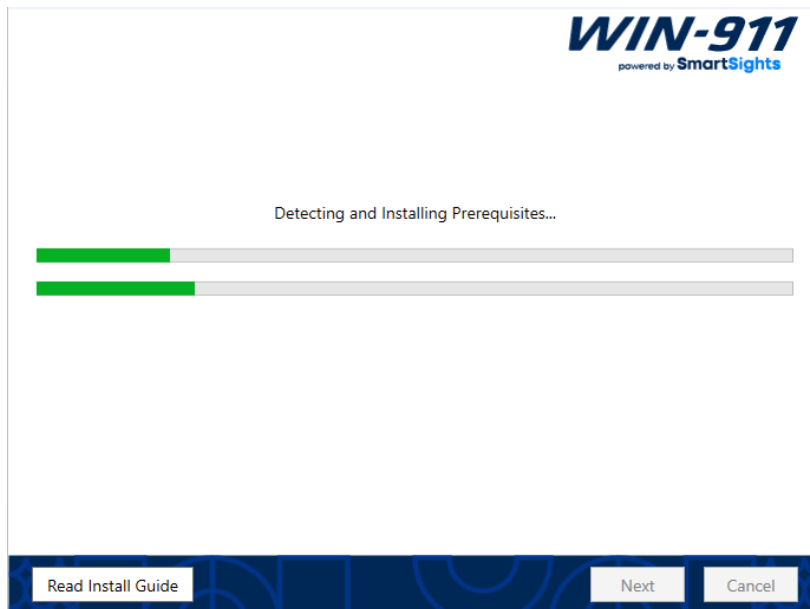 WIN-911
powered by SmartSights
Detecting and Installing Prerequisites...
Read Install Guide
Next
Cancel